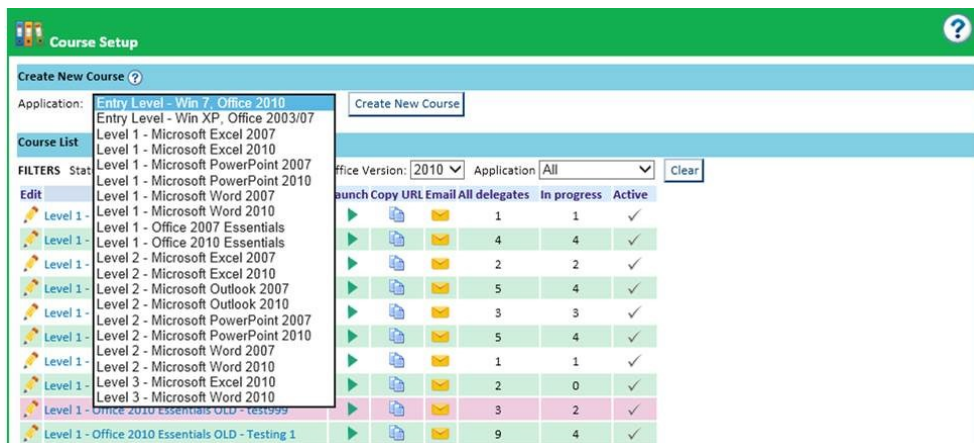 Course Setup
?
Create New Course ?
Application:
Entry Level - Win 7, Office 2010
Create New Course
Entry Level - Win XP, Office 2003/07
Level 1 - Microsoft Excel 2007
Level 1 - Microsoft Excel 2010
Level 1 - Microsoft PowerPoint 2007
Level 1 - Microsoft PowerPoint 2010
Level 1 - Microsoft Word 2007
Level 1 - Microsoft Word 2010
Level 1 - Office 2007 Essentials
Level 1 - Office 2010 Essentials
Level 2 - Microsoft Excel 2007
Level 2 - Microsoft Excel 2010
Level 2 - Microsoft Outlook 2007
Level 2 - Microsoft Outlook 2010
Level 2 - Microsoft PowerPoint 2007
Level 2 - Microsoft PowerPoint 2010
Level 2 - Microsoft Word 2007
Level 2 - Microsoft Word 2010
Level 3 - Microsoft Excel 2010
Level 3 - Microsoft Word 2010
Course List
FILTERS Stat ffice Version: 2010 Application All Clear
Edit aunch Copy URL Email All delegates In progress Active
Level 1 - 1 1
Level 1 - 4 4
Level 1 - 2 2
Level 1 - 5 4
Level 1 - 3 3
Level 1 - 5 4
Level 1 - 1 1
Level 1 - 2 0
Level 1 - Office 2010 Essentials OLD - test999 3 2
Level 1 - Office 2010 Essentials OLD - Testing 1 9 4